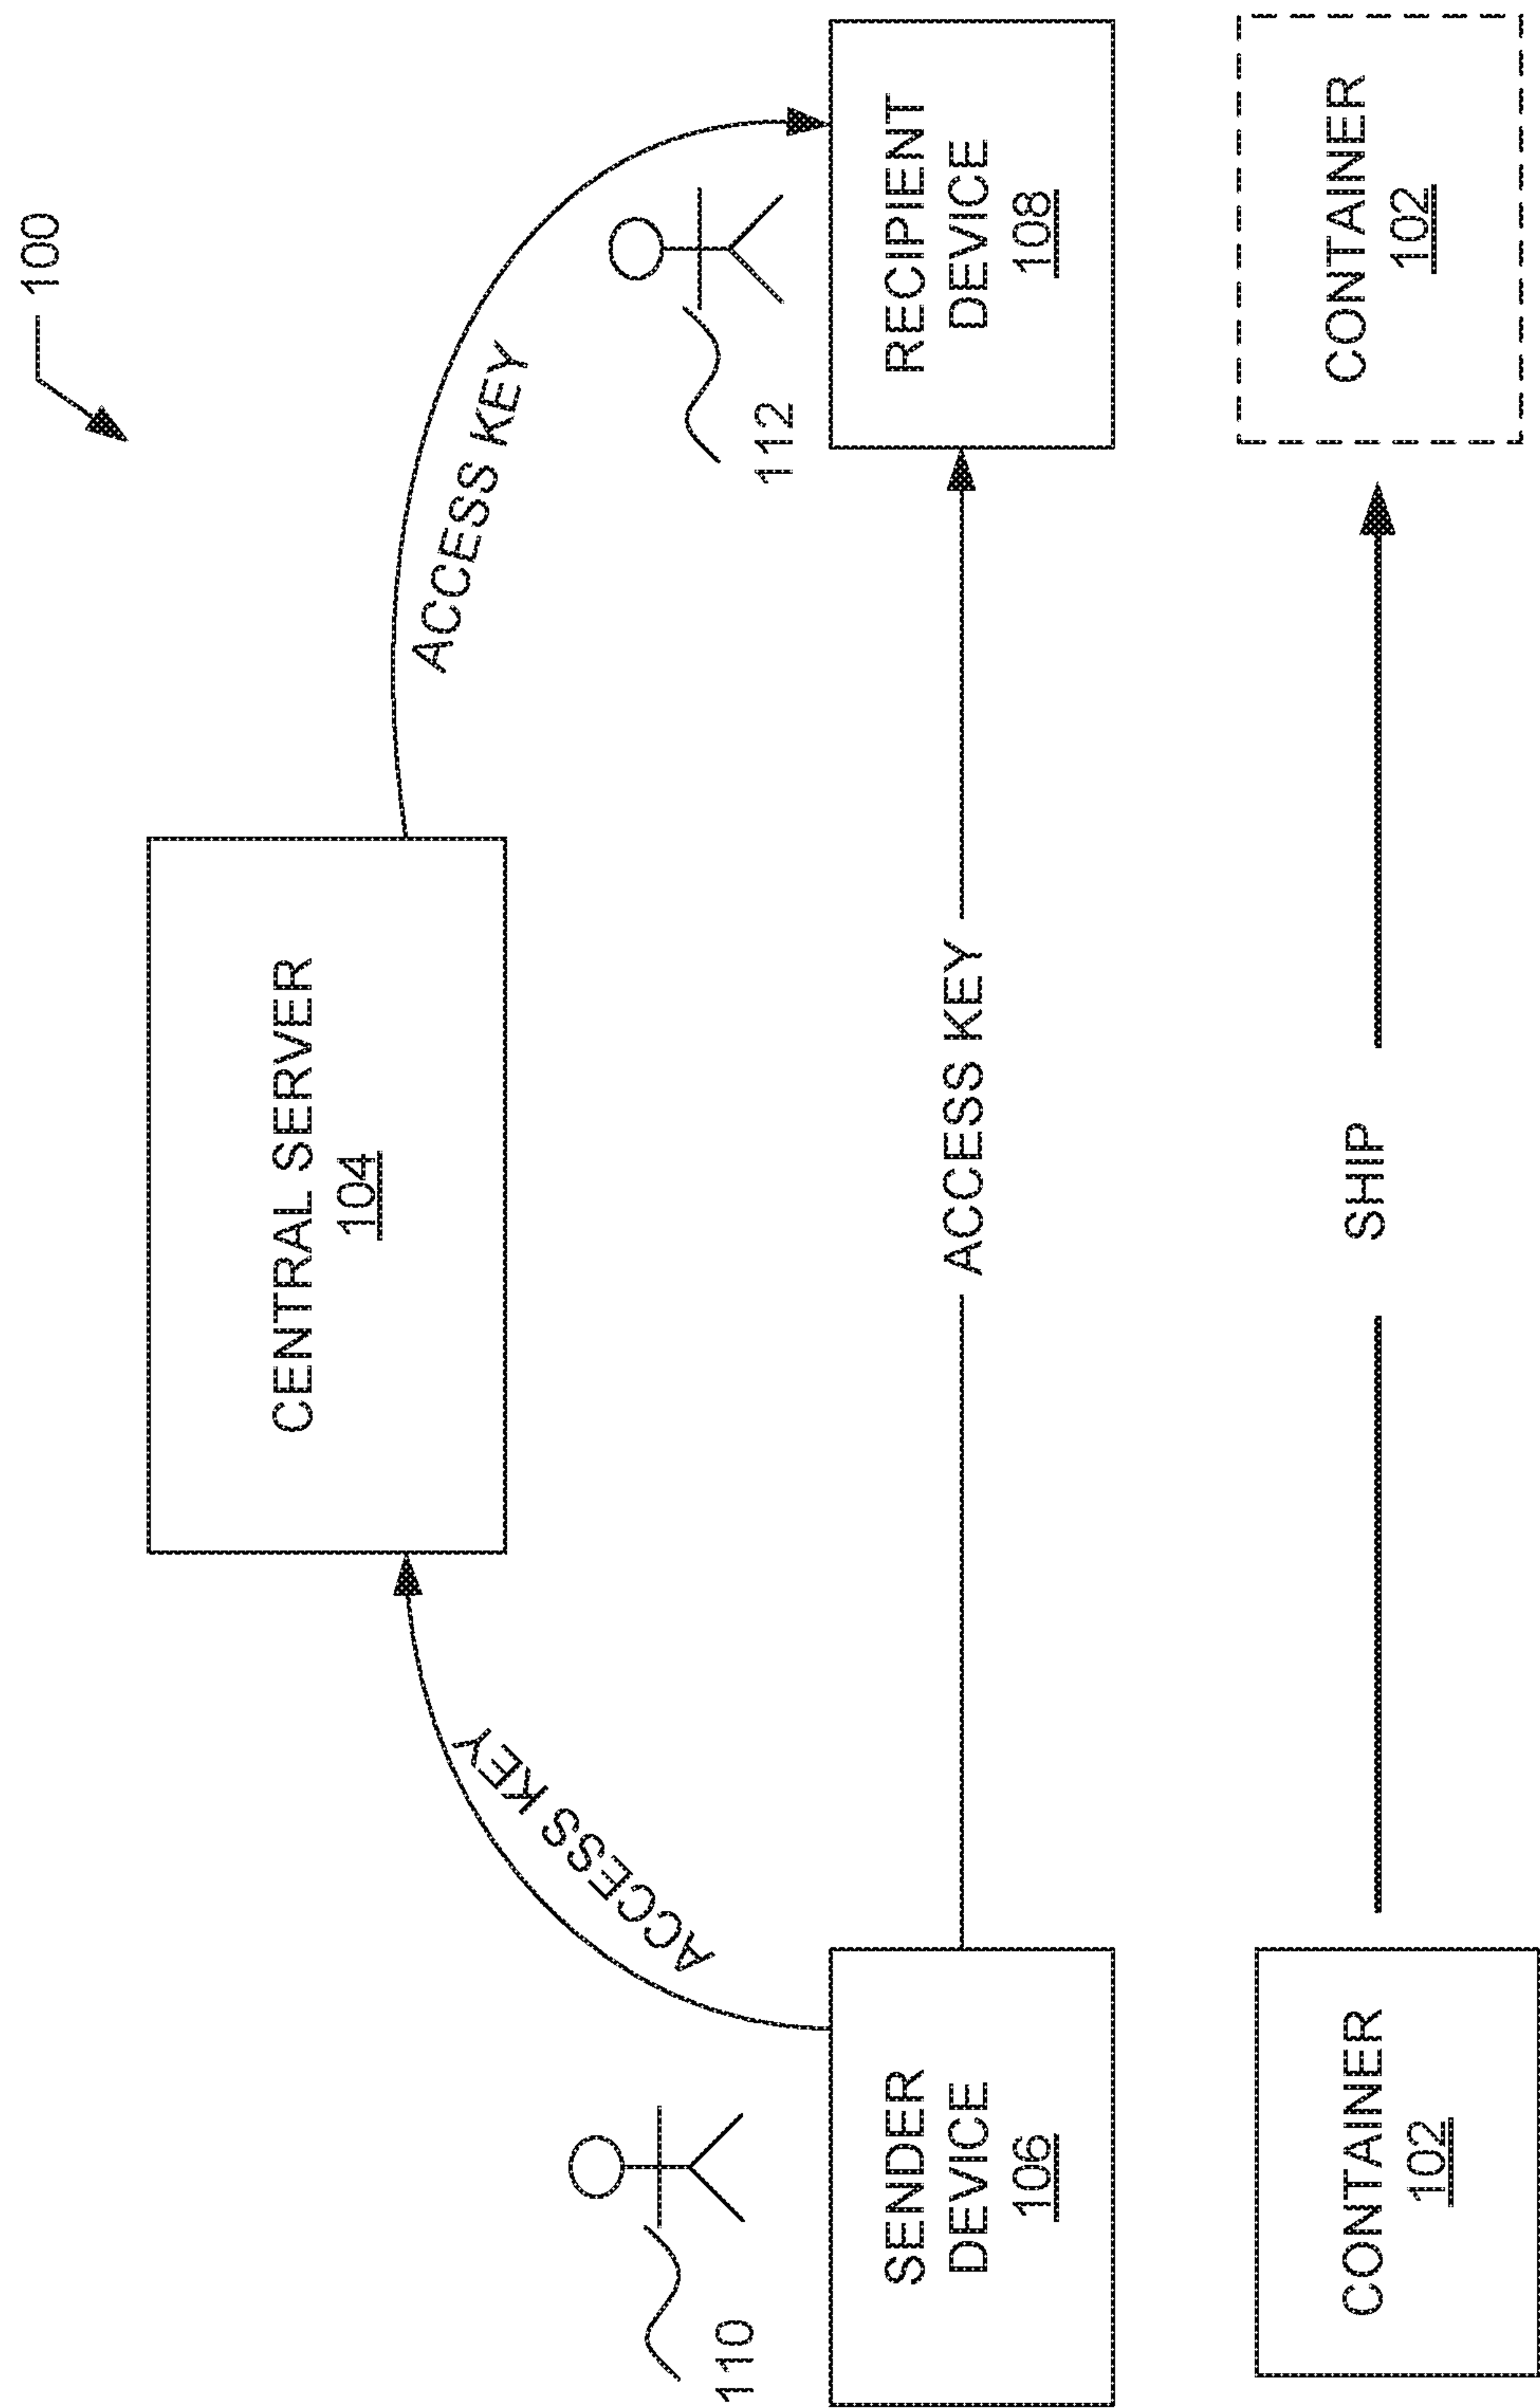 100
CENTRAL SERVER
104
ACCESS KEY
ACCESS KEY
110
112
SENDER
DEVICE
106
ACCESS KEY
RECIPIENT
DEVICE
108
CONTAINER
102
SHIP
CONTAINER
102